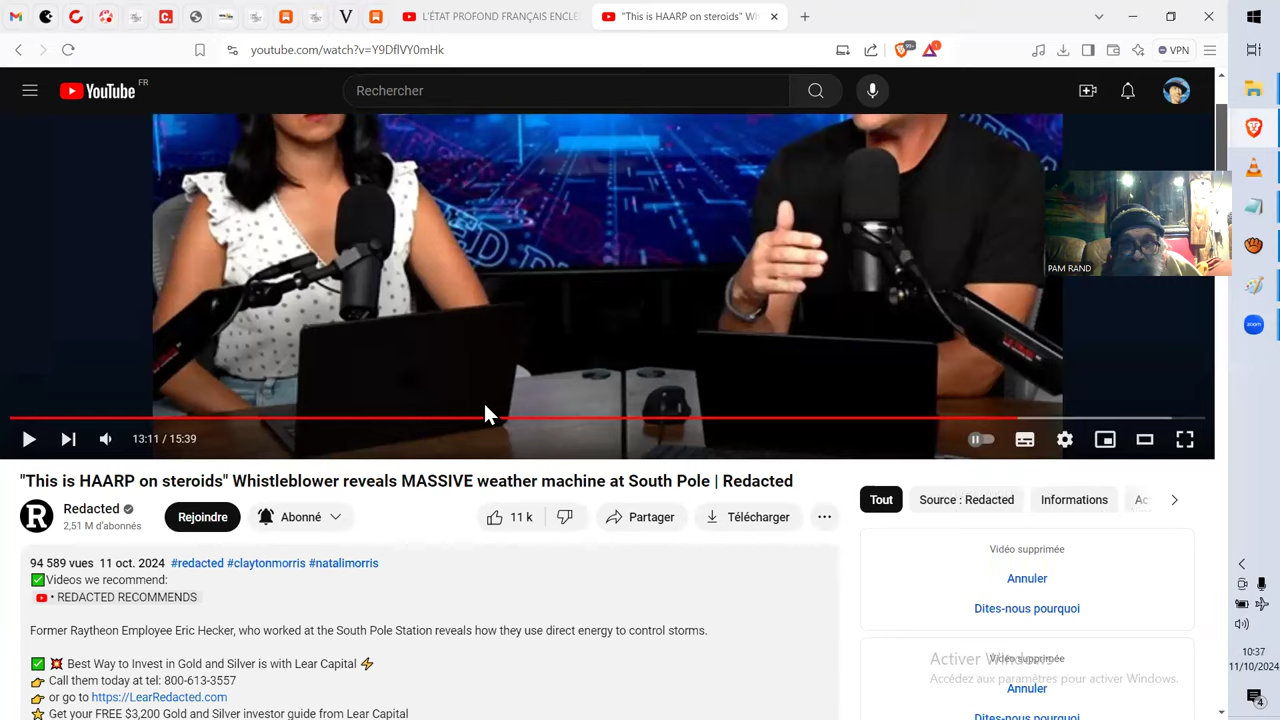 L'ÉTAT PROFOND FRANÇAIS ENCLE
"This is HAARP on steroids" Wh
youtube.com/watch?v=Y9DflVY0mHk
99+
1
VPN
YouTube FR
Rechercher
PAM RAND
13:11 / 15:39
"This is HAARP on steroids" Whistleblower reveals MASSIVE weather machine at South Pole | Redacted
Redacted
2,51 M d'abonnés
Rejoindre
Abonné
11 k
Partager
Télécharger
Tout
Source : Redacted
Informations
94 589 vues 11 oct. 2024 #redacted #claytonmorris #natalimorris
Videos we recommend:
• REDACTED RECOMMENDS
Former Raytheon Employee Eric Hecker, who worked at the South Pole Station reveals how they use direct energy to control storms.
Best Way to Invest in Gold and Silver is with Lear Capital
Call them today at tel: 800-613-3557
or go to https://LearRedacted.com
Get your FREE $3,200 Gold and Silver investor guide from Lear Capital
Vidéo supprimée
Annuler
Dites-nous pourquoi
Vidéo supprimée
Annuler
Dites-nous pourquoi
Activer Windows
Accédez aux paramètres pour activer Windows.
zoom
10:37
11/10/2024
4